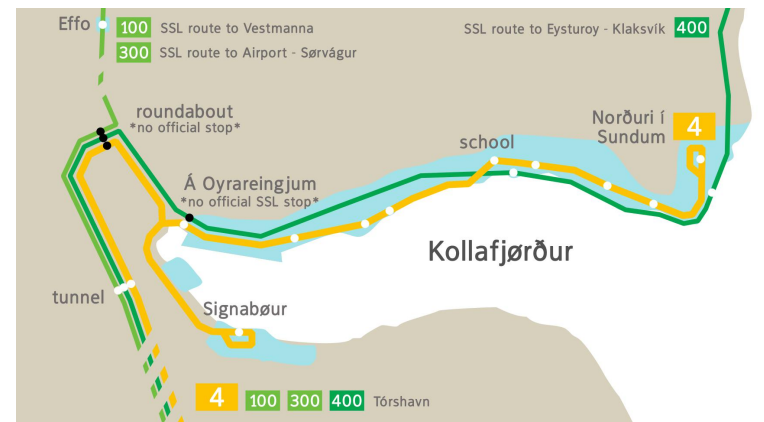 Effo
100 SSL route to Vestmanna
300 SSL route to Airport - Sørvágur
SSL route to Eysturoy - Klaksvík 400
roundabout
*no official stop*
Norðuri í
Sundum
4
school
Á Oyrareingjum
*no official SSL stop*
Kollafjørður
tunnel
Signabøur
4 100 300 400 Tórshavn